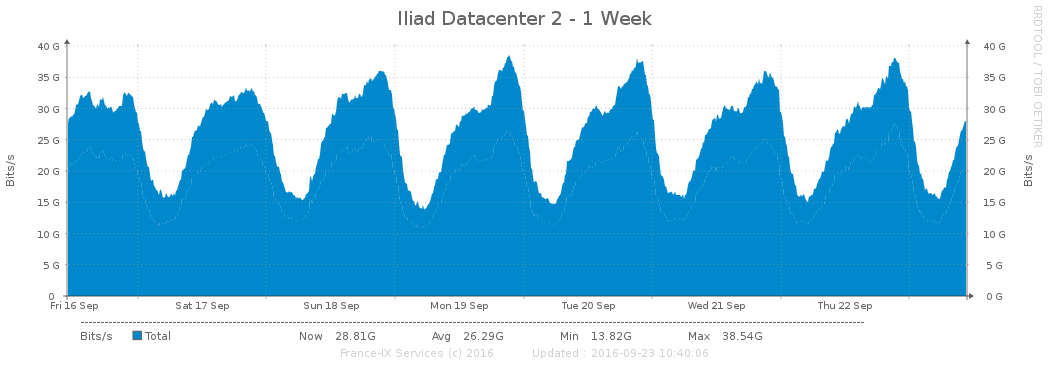 Iliad Datacenter 2 - 1 Week
RRDTOOL / TOBI OETIKER
Bits/s
40 G
35 G
30 G
25 G
20 G
15 G
10 G
5 G
0
40 G
35 G
30 G
25 G
20 G
15 G
10 G
5 G
0 G
Bits/s
Fri 16 Sep Sat 17 Sep Sun 18 Sep Mon 19 Sep Tue 20 Sep Wed 21 Sep Thu 22 Sep
Bits/s Total Now 28.81G Avg 26.29G Min 13.82G Max 38.54G
France-IX Services (c) 2016 Updated : 2016-09-23 10:40:06